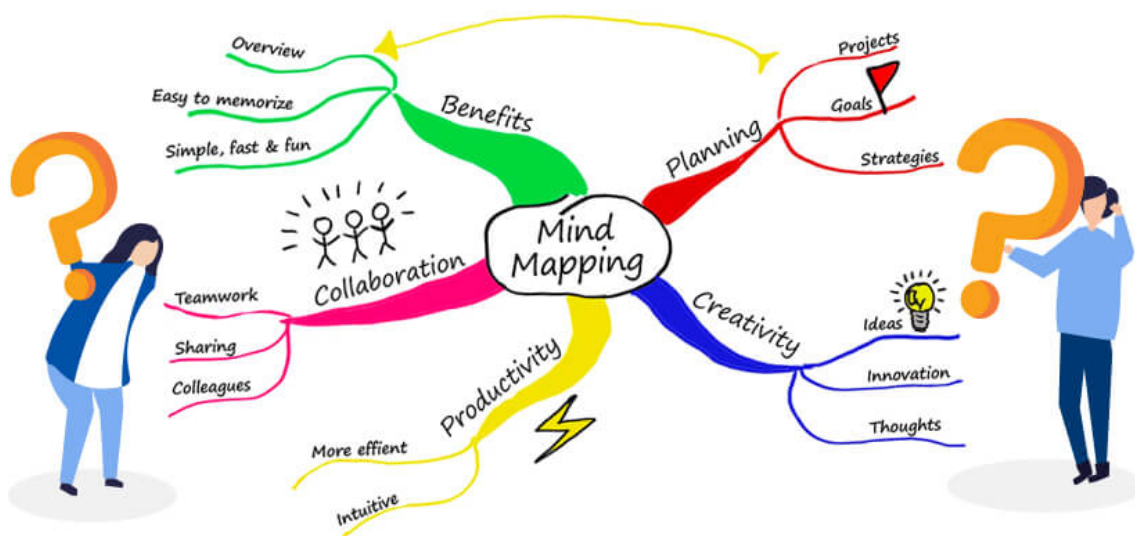 Mind
Mapping
Benefits
Overview
Easy to memorize
Simple, fast & fun
Planning
Projects
Goals
Strategies
Collaboration
Teamwork
Sharing
Colleagues
Productivity
More effient
Intuitive
Creativity
Ideas
Innovation
Thoughts